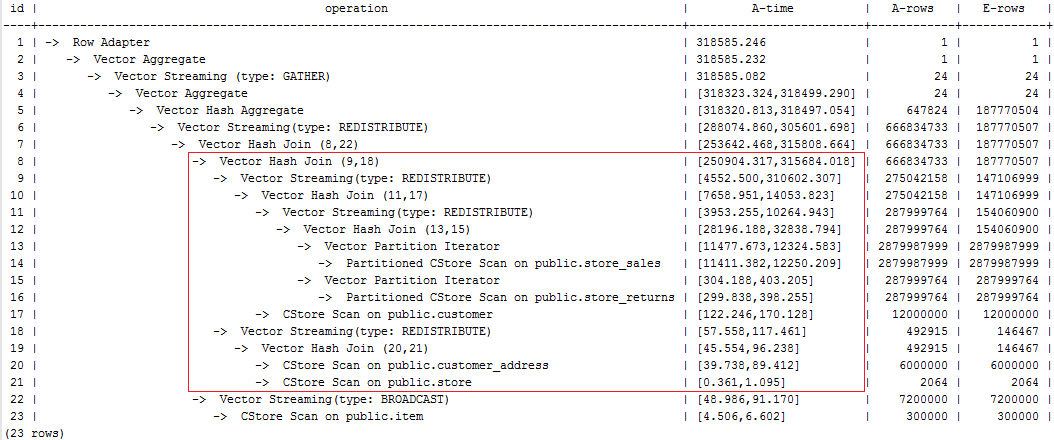 id | operation | A-time | A-rows | E-rows |
----+----------------------------------------------------------------+-------------------------+------------+------------+
1 | -> Row Adapter | 318585.246 | 1 | 1 |
2 | -> Vector Aggregate | 318585.232 | 1 | 1 |
3 | -> Vector Streaming (type: GATHER) | 318585.082 | 24 | 24 |
4 | -> Vector Aggregate | [318323.324,318499.290] | 24 | 24 |
5 | -> Vector Hash Aggregate | [318320.813,318497.054] | 647824 | 187770504 |
6 | -> Vector Streaming(type: REDISTRIBUTE) | [288074.860,305601.698] | 666834733 | 187770507 |
7 | -> Vector Hash Join (8,22) | [253642.468,315808.664] | 666834733 | 187770507 |
8 | -> Vector Hash Join (9,18) | [250904.317,315684.018] | 666834733 | 187770507 |
9 | -> Vector Streaming(type: REDISTRIBUTE) | [4552.500,310602.307] | 275042158 | 147106999 |
10 | -> Vector Hash Join (11,17) | [7658.951,14053.823] | 275042158 | 147106999 |
11 | -> Vector Streaming(type: REDISTRIBUTE) | [3953.255,10264.943] | 287999764 | 154060900 |
12 | -> Vector Hash Join (13,15) | [28196.188,32838.794] | 287999764 | 154060900 |
13 | -> Vector Partition Iterator | [11477.673,12324.583] | 2879987999 | 2879987999 |
14 | -> Partitioned CStore Scan on public.store_sales | [11411.382,12250.209] | 2879987999 | 2879987999 |
15 | -> Vector Partition Iterator | [304.188,403.205] | 287999764 | 287999764 |
16 | -> Partitioned CStore Scan on public.store_returns | [299.838,398.255] | 287999764 | 287999764 |
17 | -> CStore Scan on public.customer | [122.246,170.128] | 12000000 | 12000000 |
18 | -> Vector Streaming(type: REDISTRIBUTE) | [57.558,117.461] | 492915 | 146467 |
19 | -> Vector Hash Join (20,21) | [45.554,96.238] | 492915 | 146467 |
20 | -> CStore Scan on public.customer_address | [39.738,89.412] | 6000000 | 6000000 |
21 | -> CStore Scan on public.store | [0.361,1.095] | 2064 | 2064 |
22 | -> Vector Streaming(type: BROADCAST) | [48.986,91.170] | 7200000 | 7200000 |
23 | -> CStore Scan on public.item | [4.506,6.602] | 300000 | 300000 |
(23 rows)